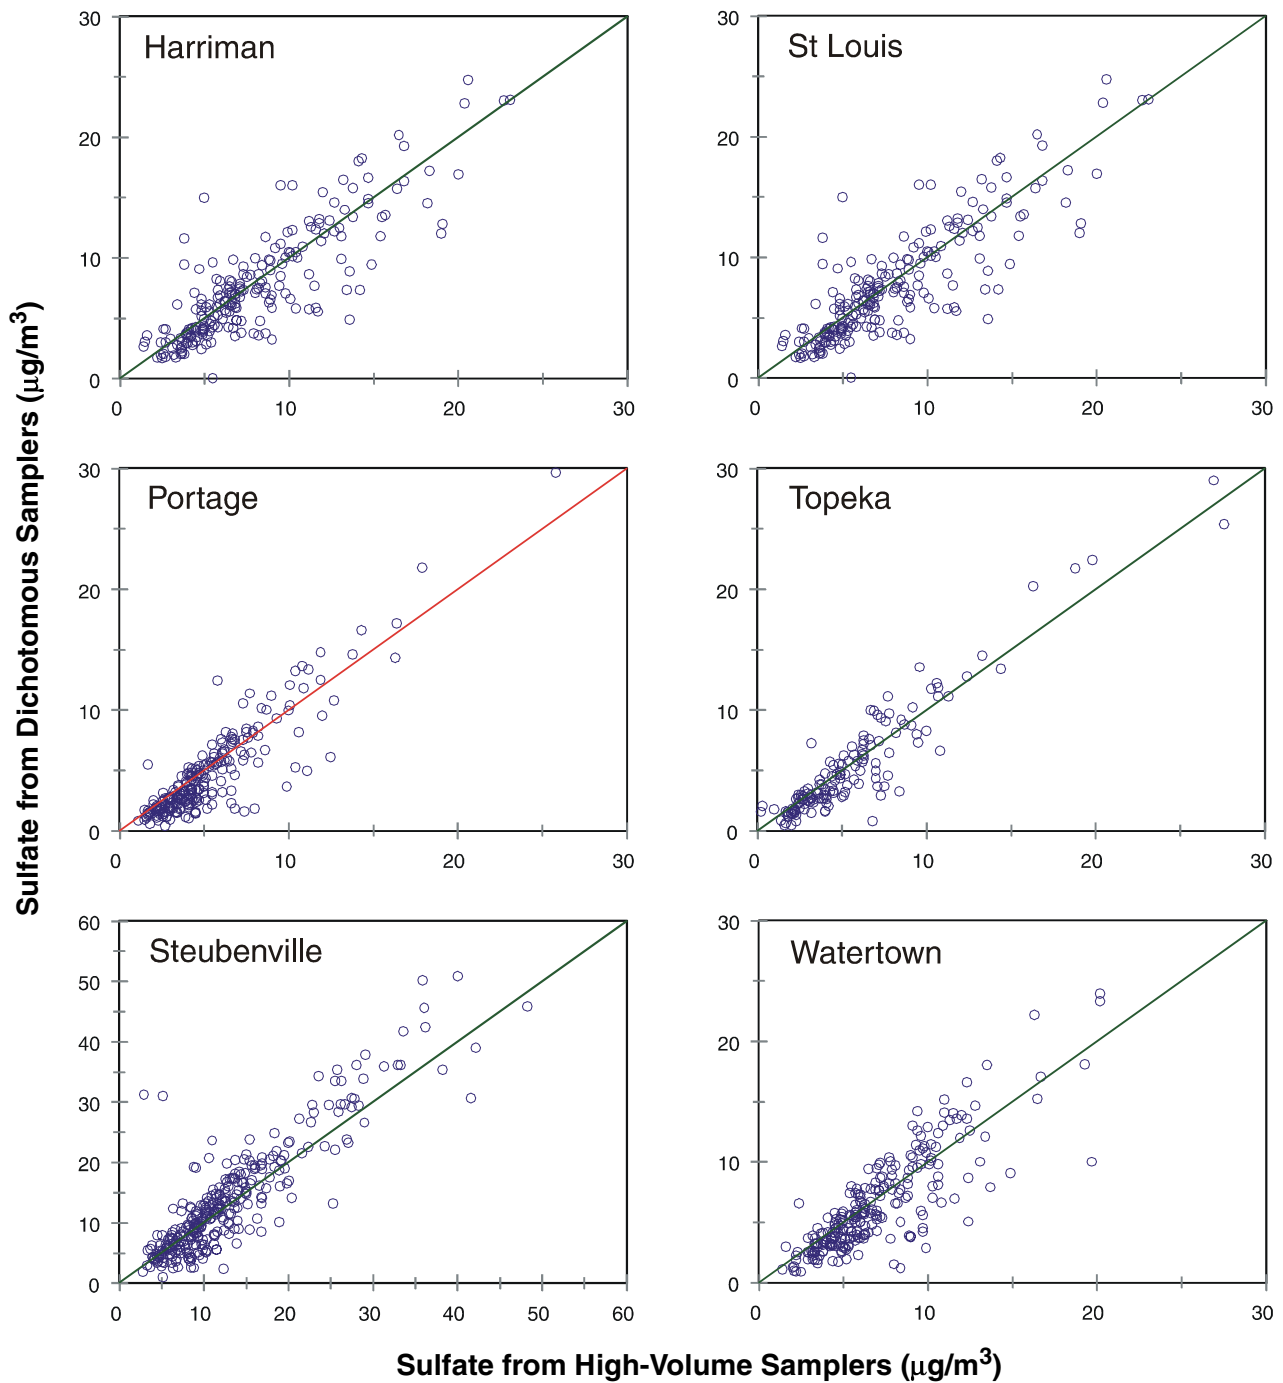 Sulfate from Dichotomous Samplers (μg/m³)
Harriman
30
20
10
0
0 10 20 30
St Louis
30
20
10
0
0 10 20 30
Portage
30
20
10
0
0 10 20 30
Topeka
30
20
10
0
0 10 20 30
Steubenville
60
50
40
30
20
10
0
0 10 20 30 40 50 60
Watertown
30
20
10
0
0 10 20 30
Sulfate from High-Volume Samplers (μg/m³)